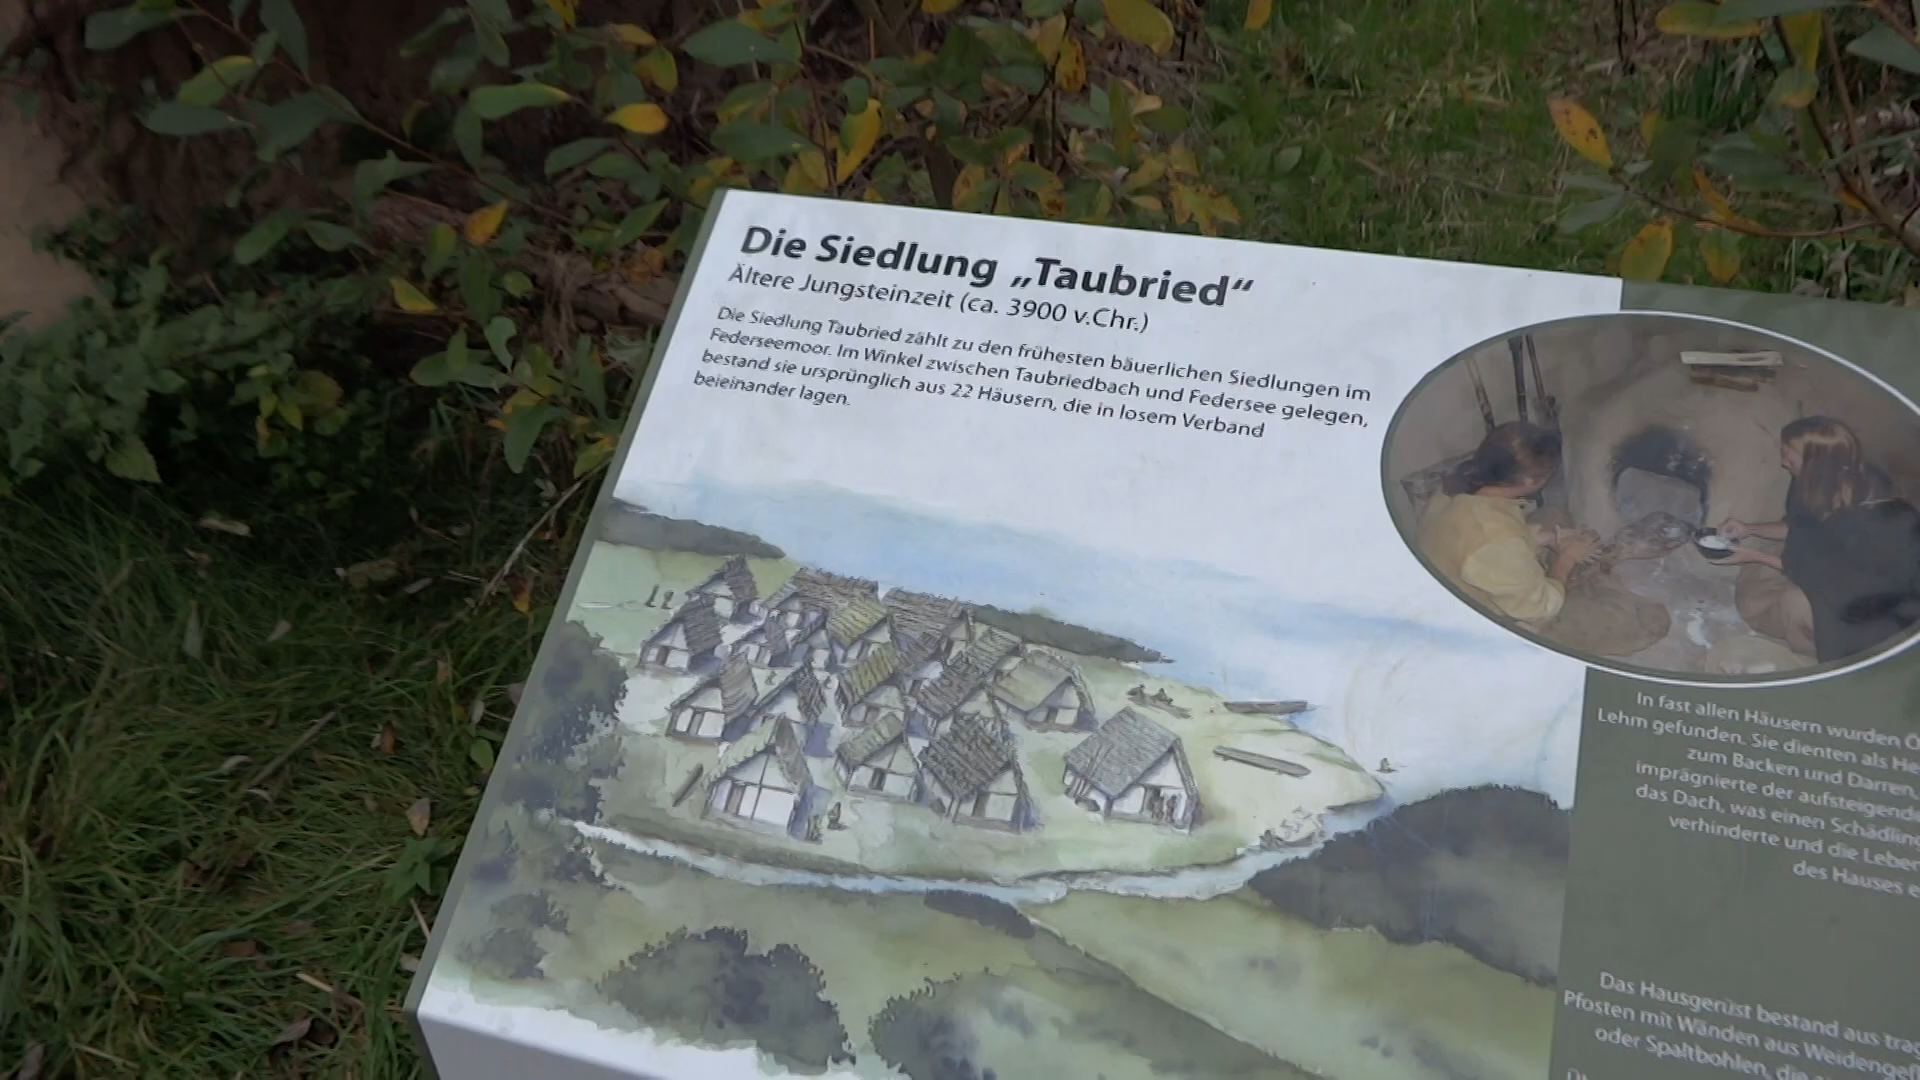 Die Siedlung „Taubried“
Ältere Jungsteinzeit (ca. 3900 v.Chr.)
Die Siedlung Taubried zählt zu den frühesten bäuerlichen Siedlungen im
Federseemoor. Im Winkel zwischen Taubriedbach und Federsee gelegen,
bestand sie ursprünglich aus 22 Häusern, die in losem Verband
beieinander lagen.
In fast allen Häusern wurden
Lehm gefunden. Sie dienten als
zum Backen und Darren,
imprägnierte der
das Dach, was einen
verhinderte und die
des Hauses
Das Hausgerüst bestand aus
Pfosten mit Wänden aus
oder Spaltbohlen, die